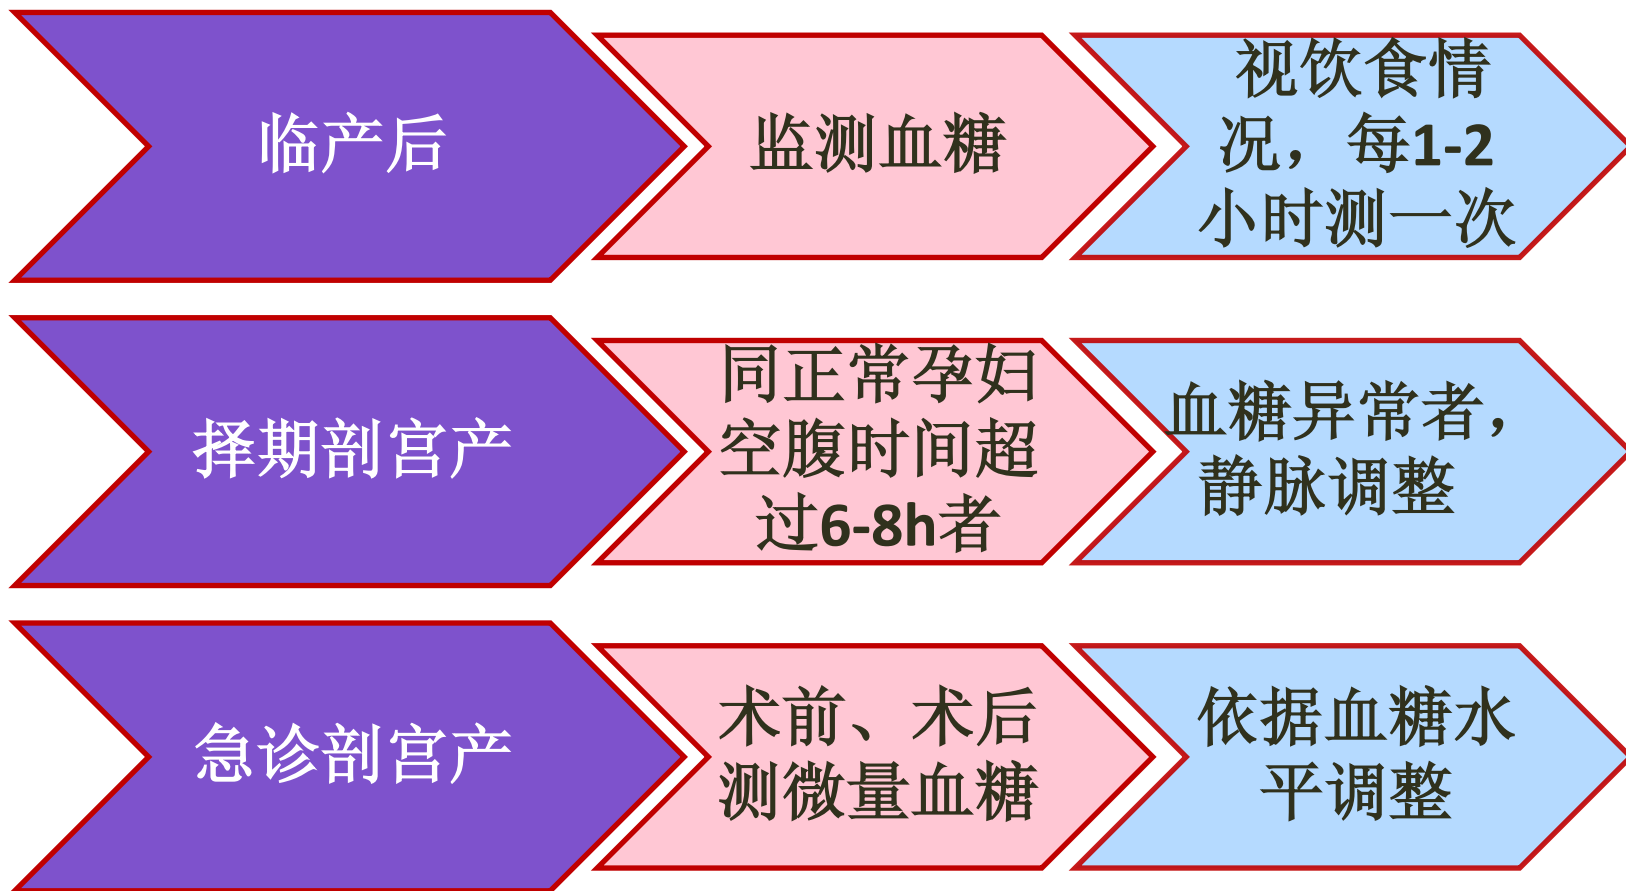 临产后
监测血糖
视饮食情
况，每1-2
小时测一次
择期剖宫产
同正常孕妇
空腹时间超
过6-8h者
血糖异常者，
静脉调整
急诊剖宫产
术前、术后
测微量血糖
依据血糖水
平调整